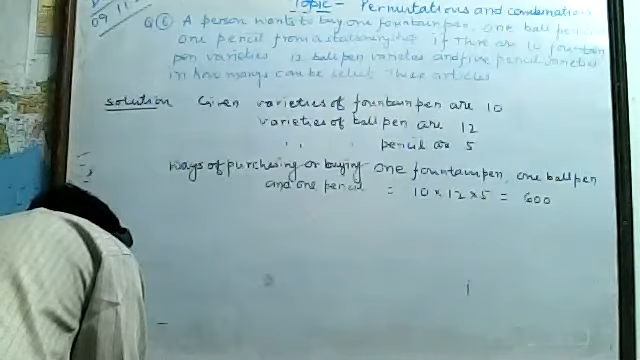 Topic - Permutations and combination
09 11
Q 6 A person wants to buy one fountain pen, one ball pen
one pencil from a stationery shop if There are 10 fountain
pen varieties 12 ball pen varieties and five pencil varieties
in how many can be select These articles
solution Given varieties of fountain pen are 10
varieties of ball pen are 12
" " pencil are 5
ways of purchesing or buying one fountain pen, one ball pen
and one pencil = 10 × 12 × 5 = 600